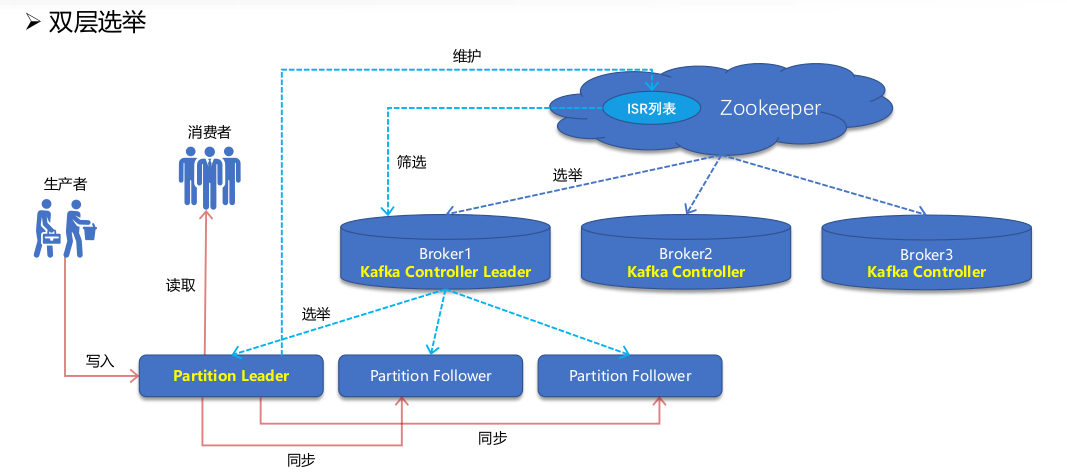 双层选举
维护
ISR列表
Zookeeper
消费者
筛选
选举
生产者
Broker1
Kafka Controller Leader
Broker2
Kafka Controller
Broker3
Kafka Controller
读取
选举
写入
Partition Leader
Partition Follower
Partition Follower
同步
同步